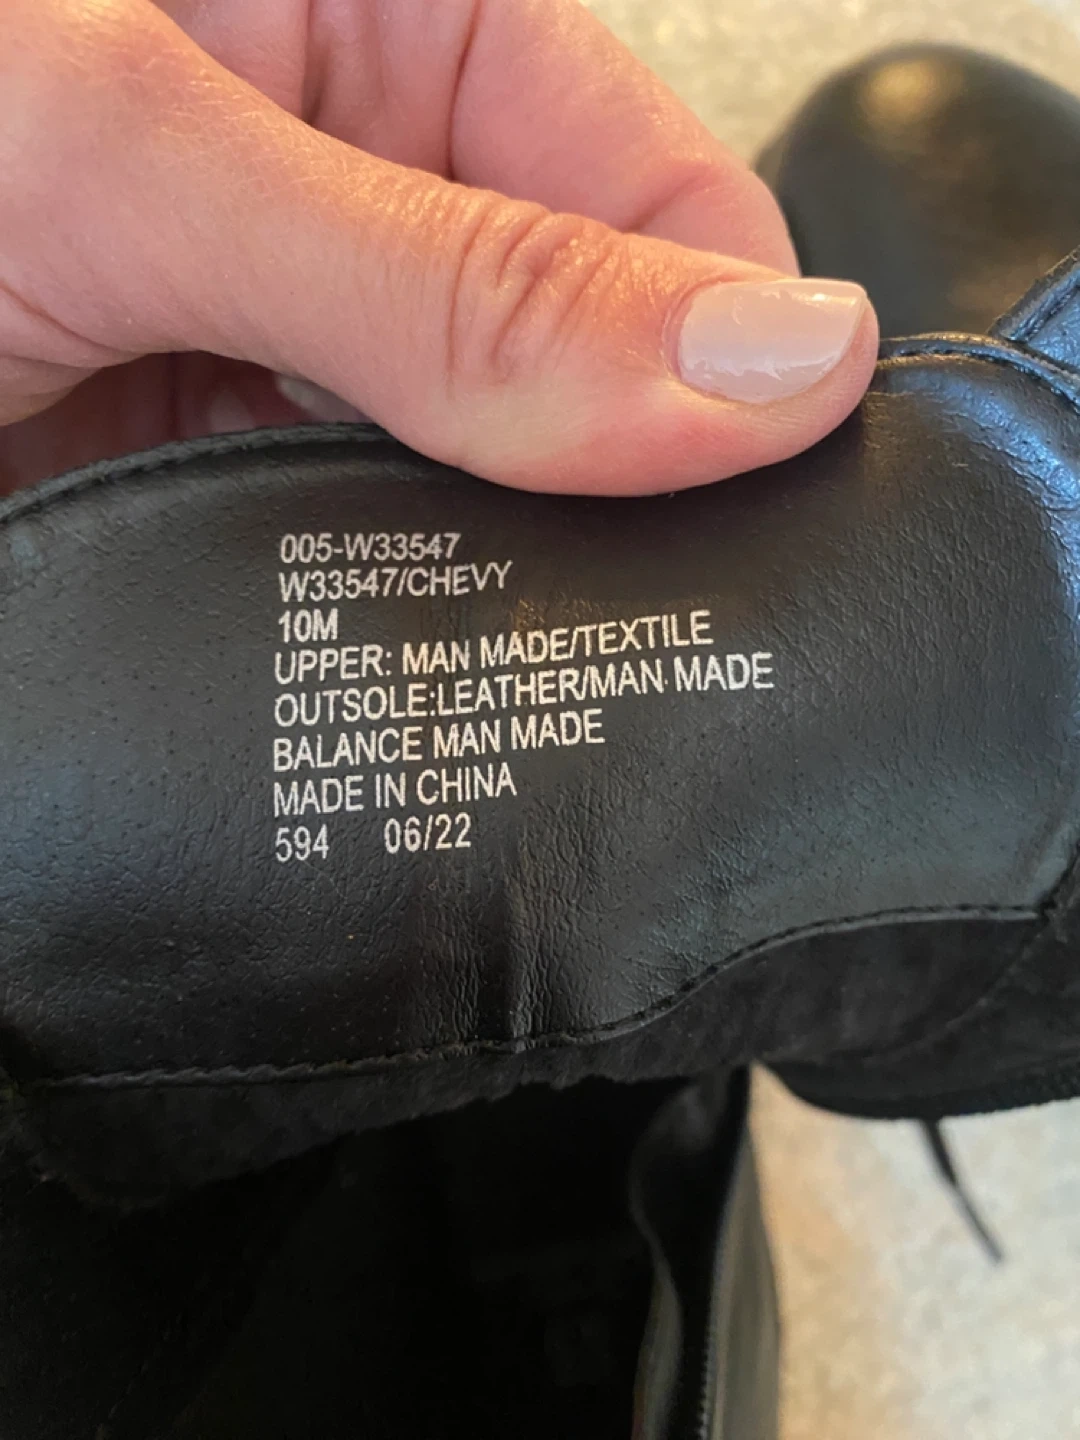 005-W33547
W33547/CHEVY
10M
UPPER: MAN MADE/TEXTILE
OUTSOLE:LEATHER/MAN MADE
BALANCE MAN MADE
MADE IN CHINA
594 06/22